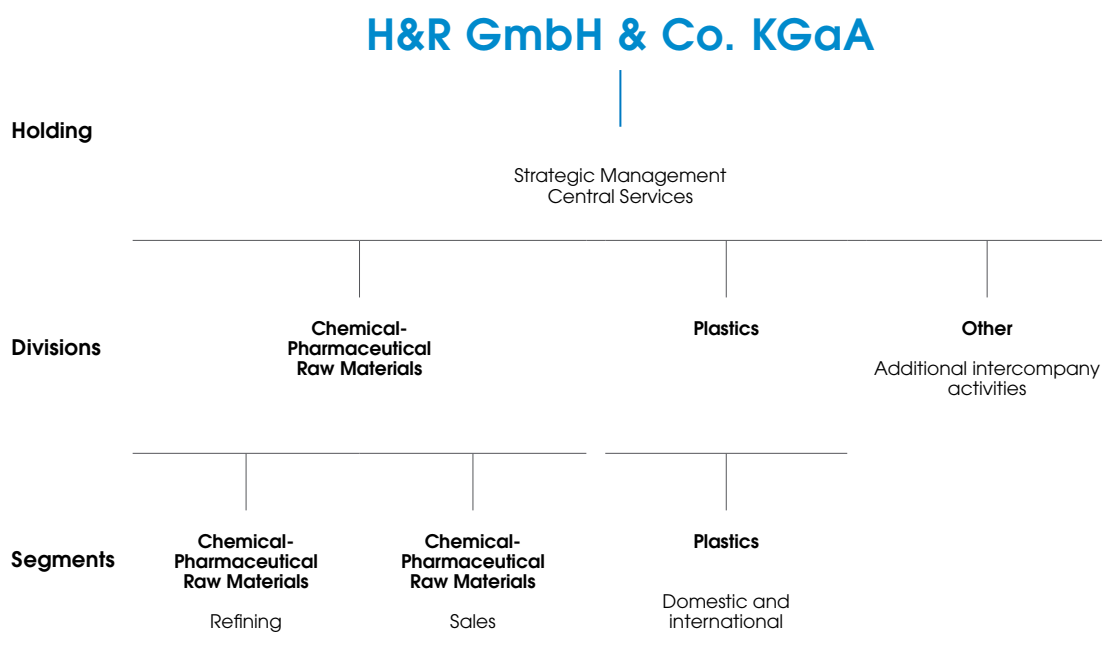 H&R GmbH & Co. KGaA
Holding
Strategic Management
Central Services
Divisions
Chemical-
Pharmaceutical
Raw Materials
Plastics
Other
Additional intercompany
activities
Segments
Chemical-
Pharmaceutical
Raw Materials
Refining
Chemical-
Pharmaceutical
Raw Materials
Sales
Plastics
Domestic and
international